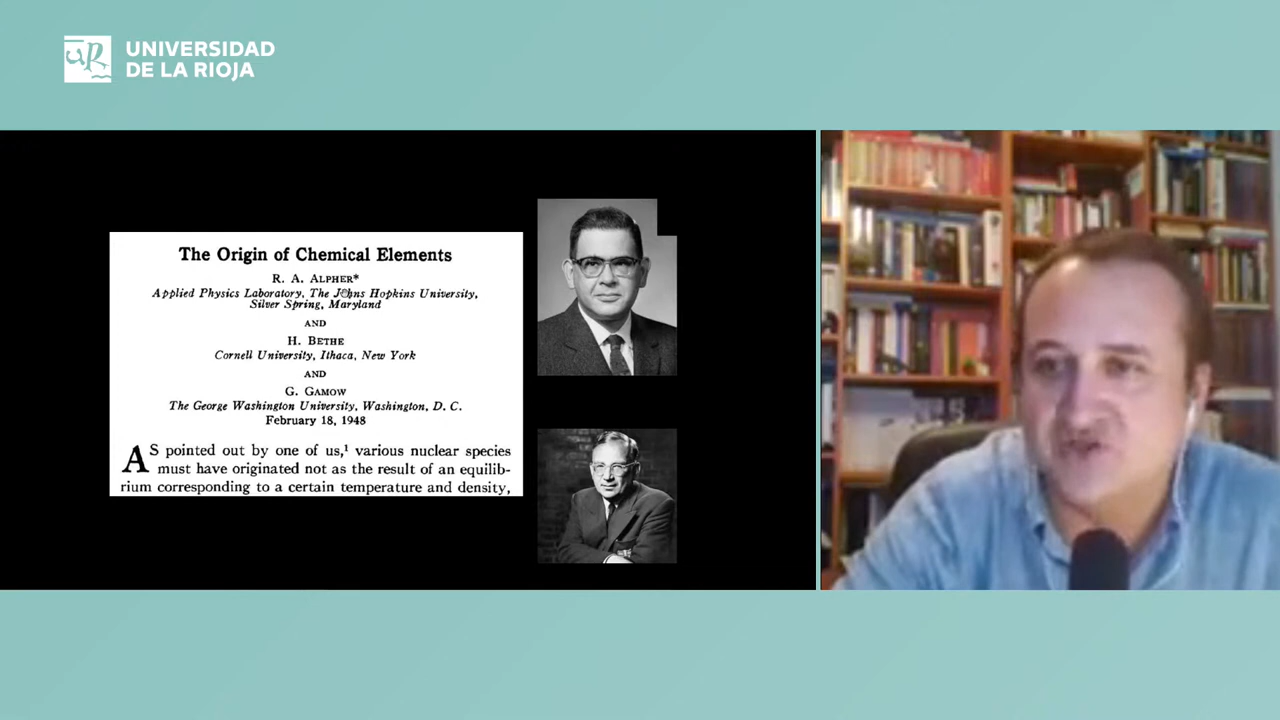 UNIVERSIDAD
DE LA RIOJA
The Origin of Chemical Elements
R. A. ALPHER*
Applied Physics Laboratory, The Johns Hopkins University,
Silver Spring, Maryland
AND
H. BETHE
Cornell University, Ithaca, New York
AND
G. GAMOW
The George Washington University, Washington, D. C.
February 18, 1948
AS pointed out by one of us,¹ various nuclear species
must have originated not as the result of an equilib-
rium corresponding to a certain temperature and density,